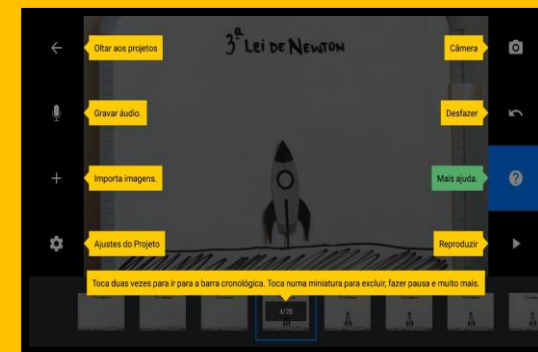 3ª Lei de Newton
Oltar aos projetos
Câmera
Gravar áudio.
Desfazer
Importa imagens.
Mais ajuda.
Ajustes do Projeto
Reproduzir
Toca duas vezes para ir para a barra cronológica. Toca numa miniatura para excluir, fazer pausa e muito mais.
4/23